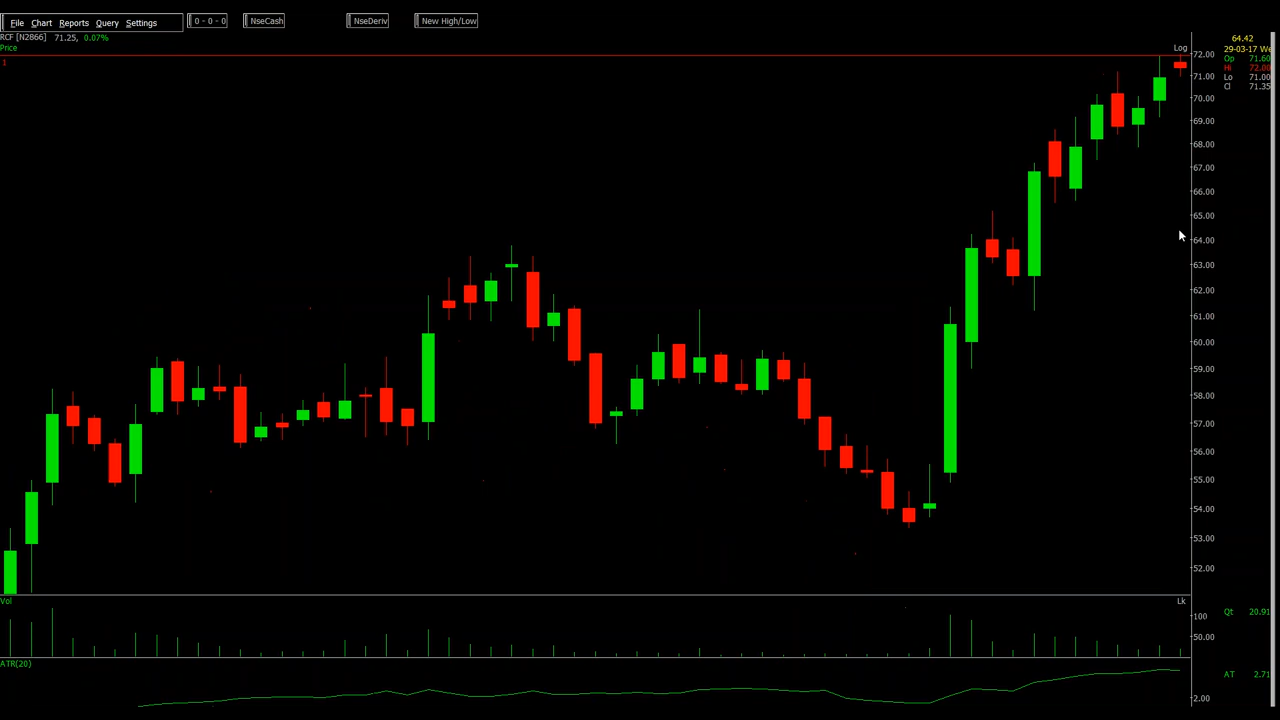 File Chart Reports Query Settings 0 - 0 - 0 NseCash NseDeriv New High/Low
RCF [N2866] 71.25, 0.07%
Price
Log
1
72.00
71.00
70.00
69.00
68.00
67.00
66.00
65.00
64.00
63.00
62.00
61.00
60.00
59.00
58.00
57.00
56.00
55.00
54.00
53.00
52.00
64.42
29-03-17 We
Op 71.60
Hi 72.00
Lo 71.00
Cl 71.35
Vol
Lk
100
50.00
Qt 20.91
ATR(20)
2.00
AT 2.71